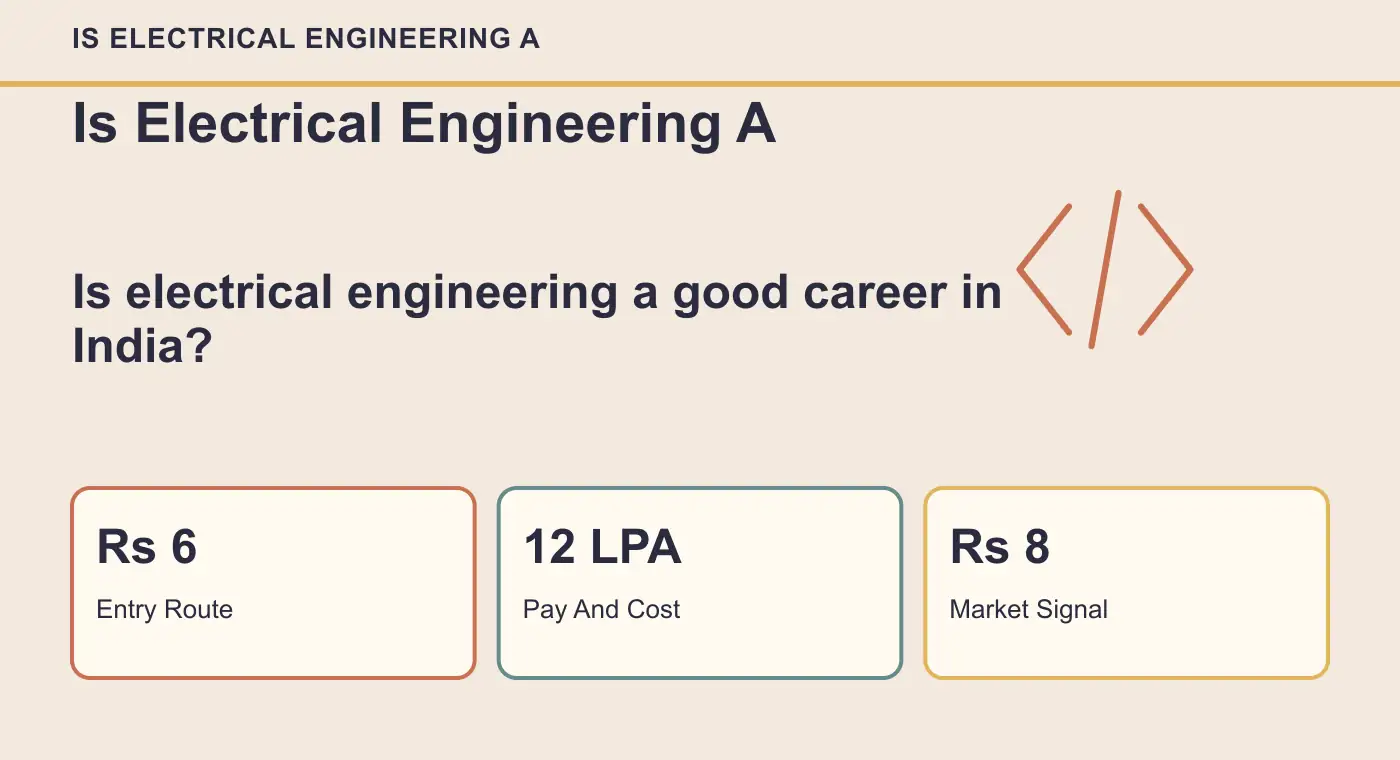 IS ELECTRICAL ENGINEERING A
Is Electrical Engineering A
Is electrical engineering a good career in
India?
Rs 6
Entry Route
12 LPA
Pay And Cost
Rs 8
Market Signal